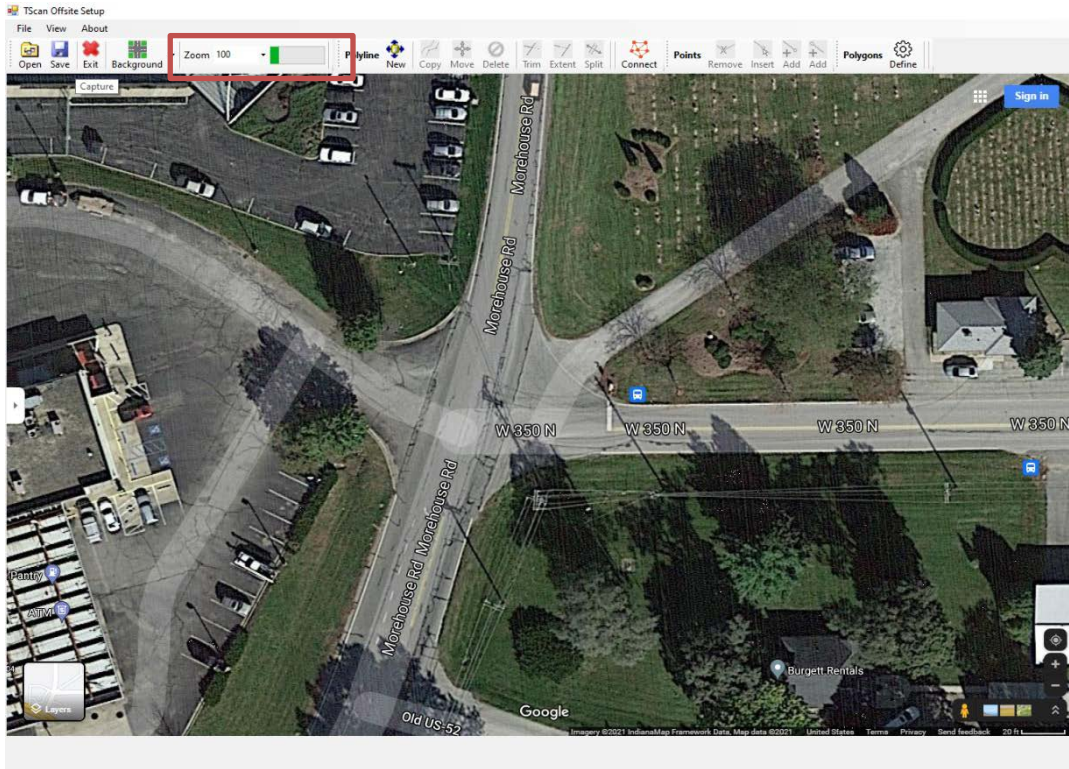 TScan Offsite Setup
File View About
Open Save Exit Background Zoom 100 Polyline New Copy Move Delete Trim Extent Split Connect Points Remove Insert Add Add Polygons Define
Capture
Sign in
Morehouse Rd
Morehouse Rd
W 350 N W 350 N W 350 N W 350 N
Morehouse Rd Morehouse Rd
Pantry
ATM
Burgett Rentals
Layers
Old US-52
Google
Imagery ©2021 IndianaMap Framework Data, Map data ©2021 United States Terms Privacy Send feedback 20 ft